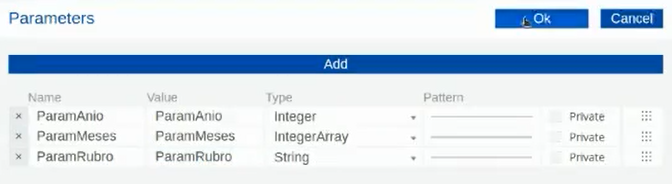 Parameters Ok Cancel
Add
Name Value Type Pattern
× ParamAnio ParamAnio Integer Private
× ParamMeses ParamMeses IntegerArray Private
× ParamRubro ParamRubro String Private